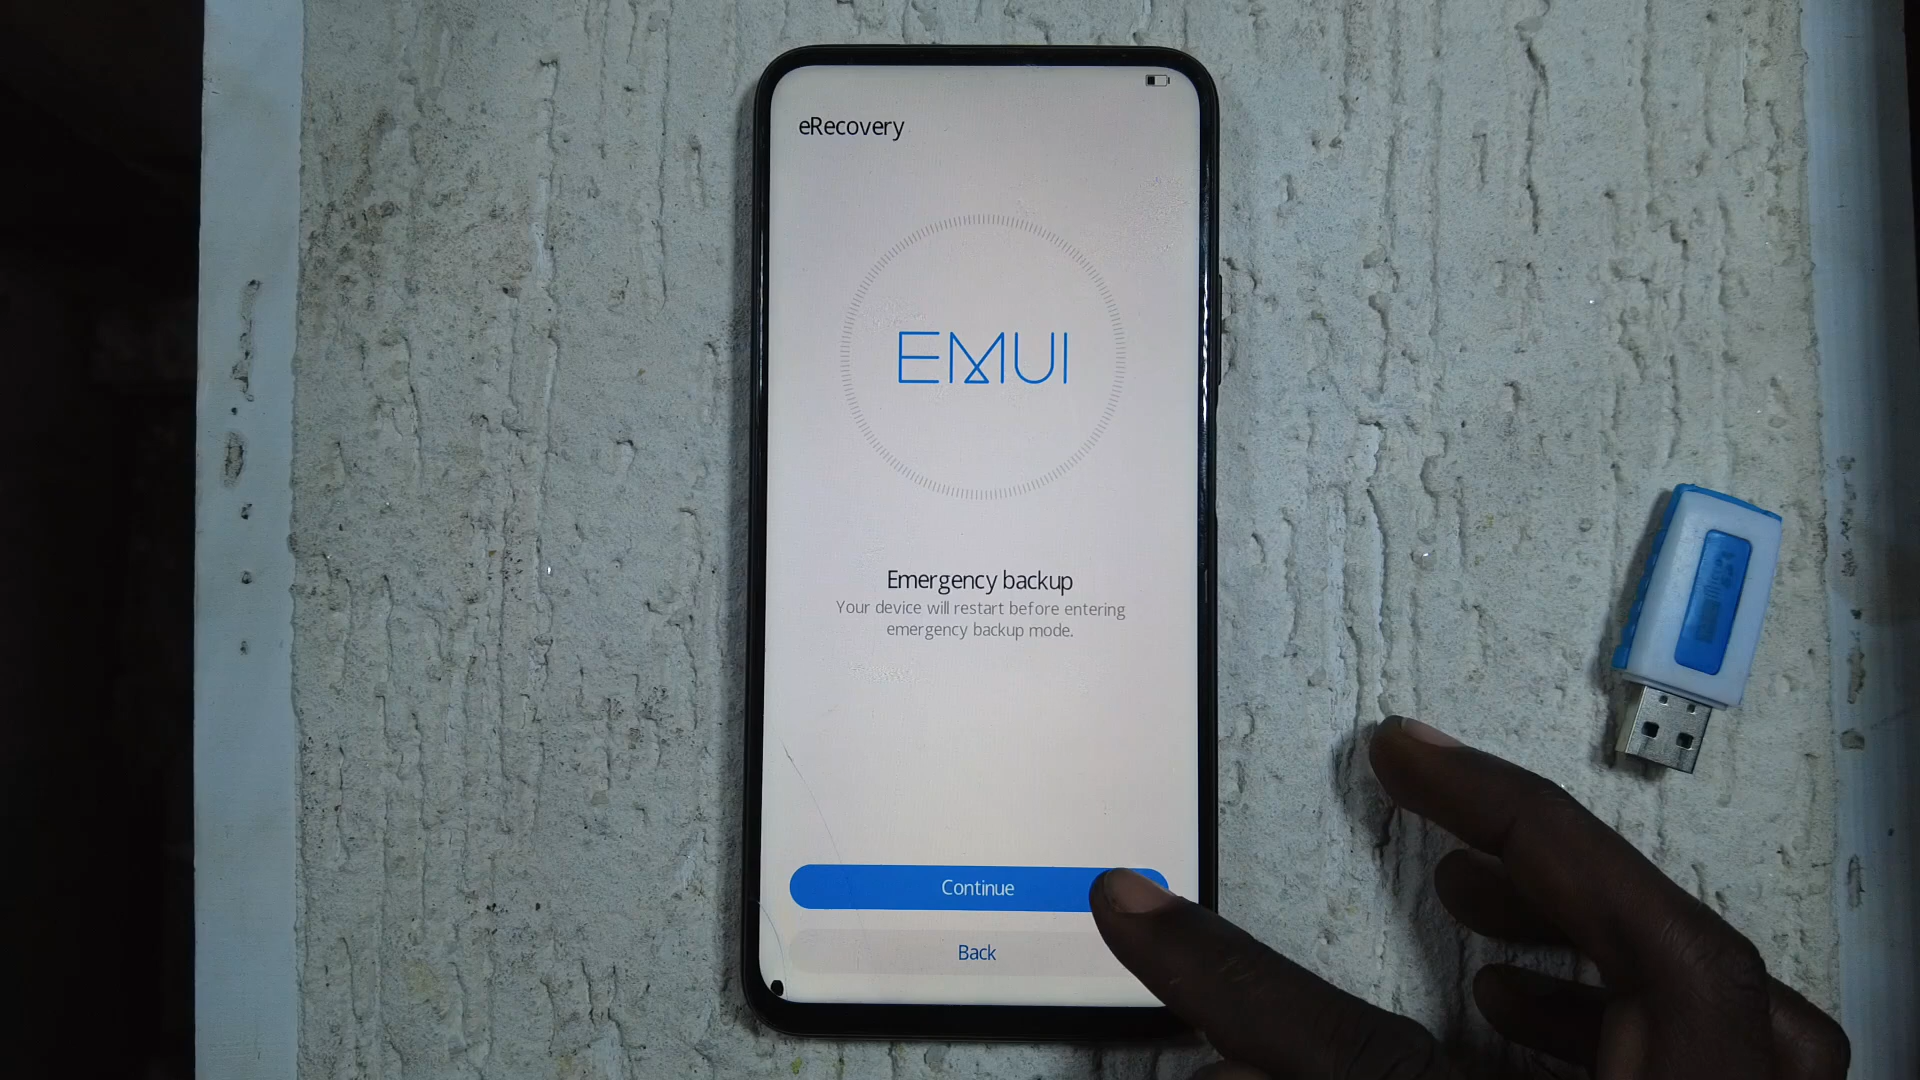 eRecovery
EMUI
Emergency backup
Your device will restart before entering
emergency backup mode.
Continue
Back